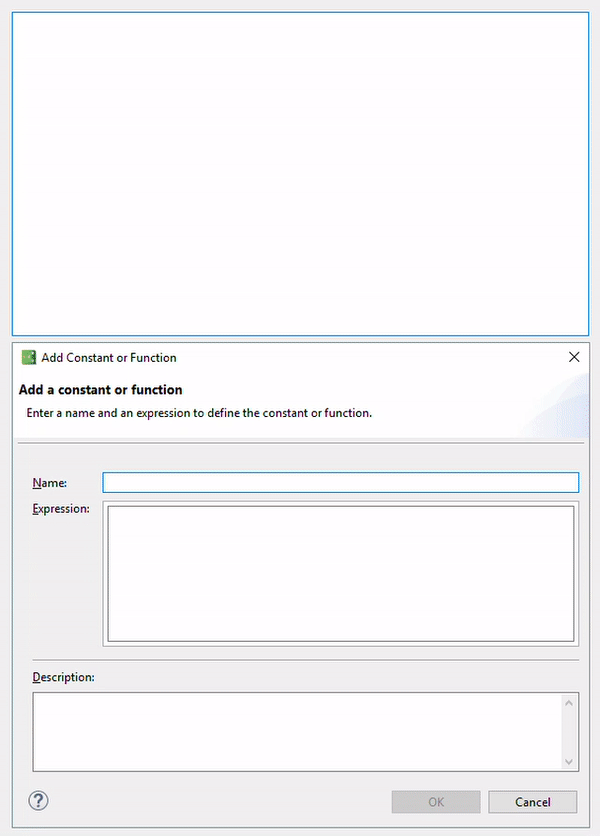 Add Constant or Function
Add a constant or function
Enter a name and an expression to define the constant or function.
Name:
Expression:
Description:
?
OK
Cancel